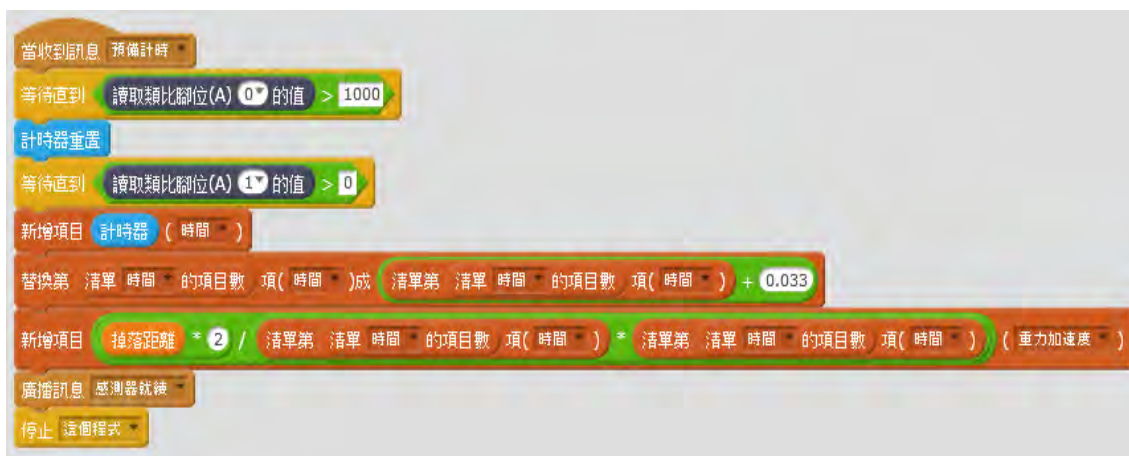 當收到訊息 預備計時
等待直到 讀取類比腳位(A) 0 的值 > 1000
計時器重置
等待直到 讀取類比腳位(A) 1 的值 > 0
新增項目 計時器 ( 時間 )
替換第 清單 時間 的項目數 項( 時間 )成 清單第 清單 時間 的項目數 項( 時間 ) + 0.033
新增項目 掉落距離 * 2 / 清單第 清單 時間 的項目數 項( 時間 ) * 清單第 清單 時間 的項目數 項( 時間 ) ( 重力加速度 )
廣播訊息 感測器就緒
停止 這個程式